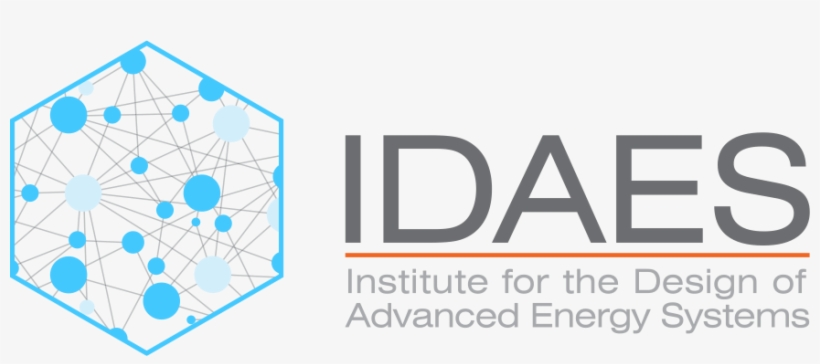 IDAES
Institute for the Design of
Advanced Energy Systems